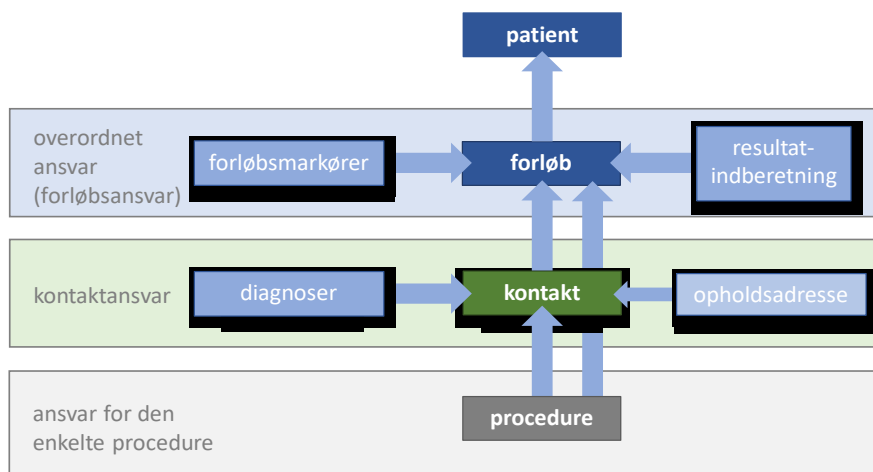 patient
overordnet
ansvar
(forløbsansvar)
forløbsmarkører
forløb
resultat-
indberetning
kontaktansvar
diagnoser
kontakt
opholdsadresse
ansvar for den
enkelte procedure
procedure